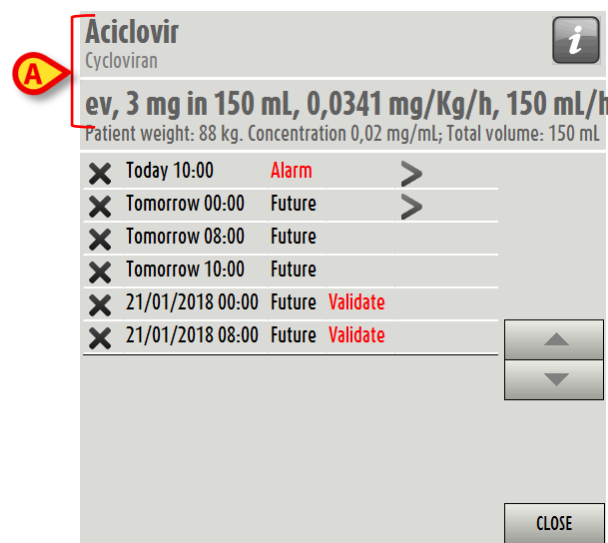 Aciclovir
Cycloviran
i
A
ev, 3 mg in 150 mL, 0,0341 mg/Kg/h, 150 mL/h
Patient weight: 88 kg. Concentration 0,02 mg/mL; Total volume: 150 mL
Today 10:00 Alarm >
Tomorrow 00:00 Future >
Tomorrow 08:00 Future
Tomorrow 10:00 Future
21/01/2018 00:00 Future Validate
21/01/2018 08:00 Future Validate
CLOSE